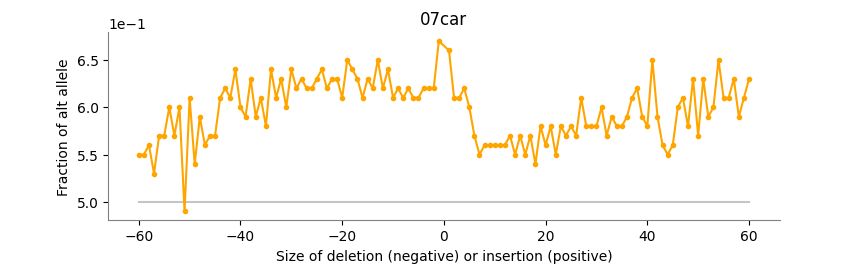 07car
1e−1
6.5
6.0
5.5
5.0
Fraction of alt allele
−60 −40 −20 0 20 40 60
Size of deletion (negative) or insertion (positive)